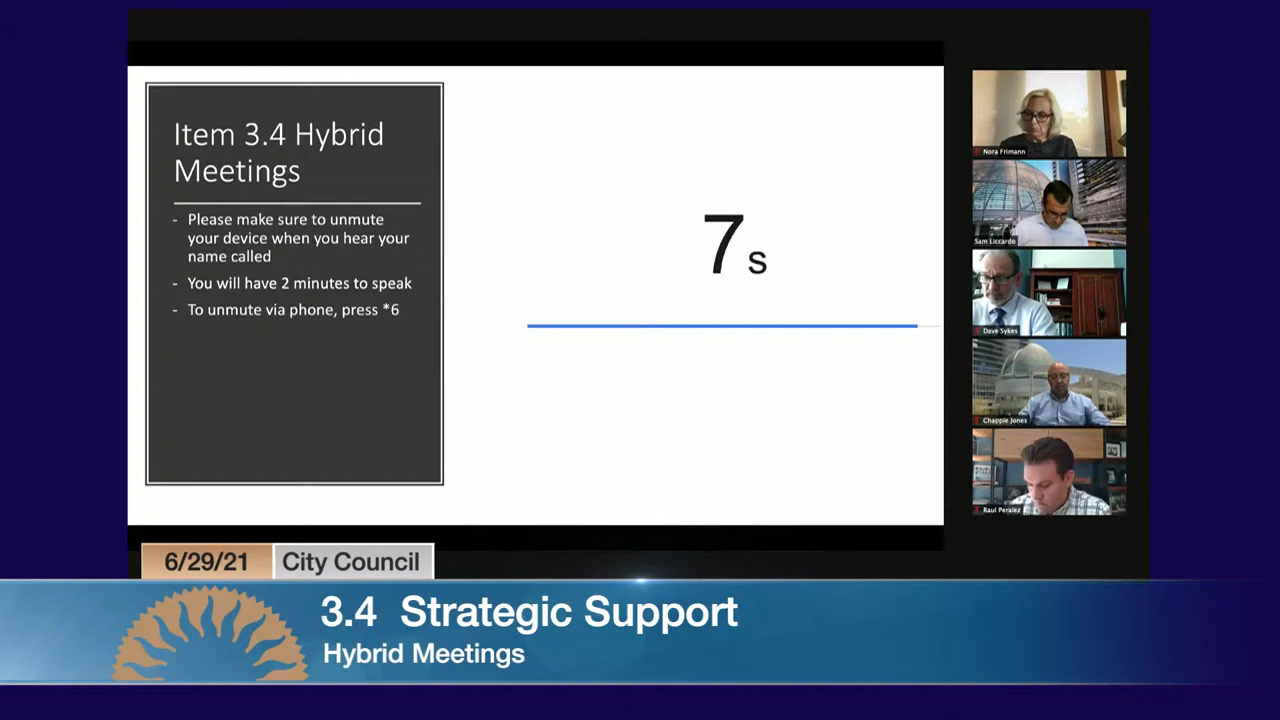 Item 3.4 Hybrid
Meetings
- Please make sure to unmute
your device when you hear your
name called
- You will have 2 minutes to speak
- To unmute via phone, press *6
7 s
Nora Frimann
Sam Liccardo
Dave Sykes
Chappie Jones
Raul Peralez
6/29/21 City Council
3.4 Strategic Support
Hybrid Meetings